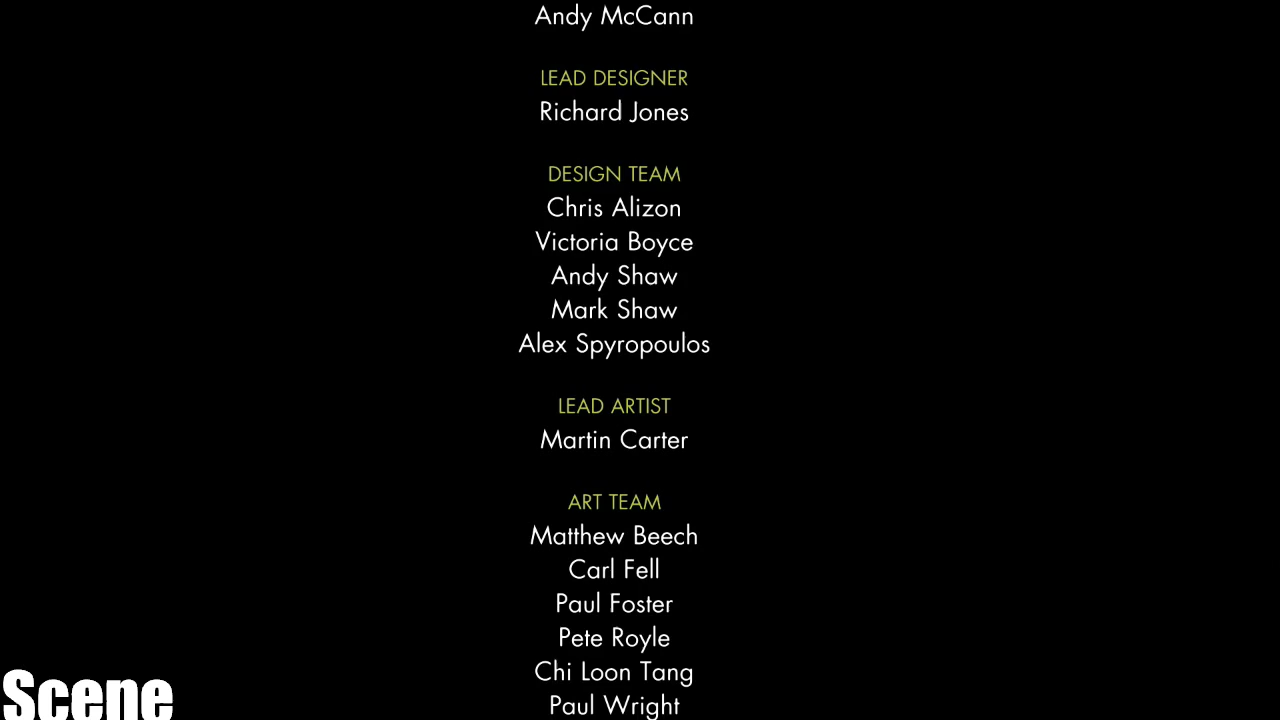 Andy McCann
LEAD DESIGNER
Richard Jones
DESIGN TEAM
Chris Alizon
Victoria Boyce
Andy Shaw
Mark Shaw
Alex Spyropoulos
LEAD ARTIST
Martin Carter
ART TEAM
Matthew Beech
Carl Fell
Paul Foster
Pete Royle
Chi Loon Tang
Paul Wright
Scene